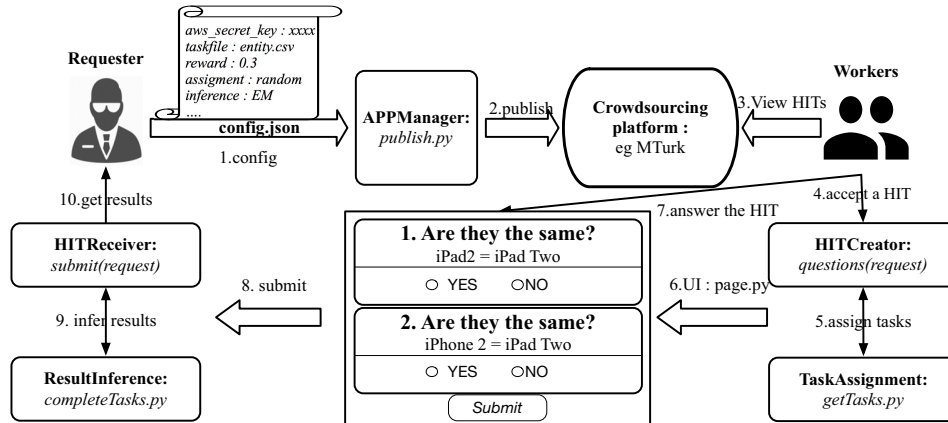 Requester
aws_secret_key : xxxx
taskfile : entity.csv
reward : 0.3
assigment : random
inference : EM
....
config.json
1.config
APPManager:
publish.py
2.publish
Crowdsourcing
platform :
eg MTurk
3.View HITs
Workers
10.get results
HITReceiver:
submit(request)
9. infer results
ResultInference:
completeTasks.py
8. submit
7.answer the HIT
1. Are they the same?
iPad2 = iPad Two
YES NO
2. Are they the same?
iPhone 2 = iPad Two
YES NO
Submit
6.UI : page.py
4.accept a HIT
HITCreator:
questions(request)
5.assign tasks
TaskAssignment:
getTasks.py